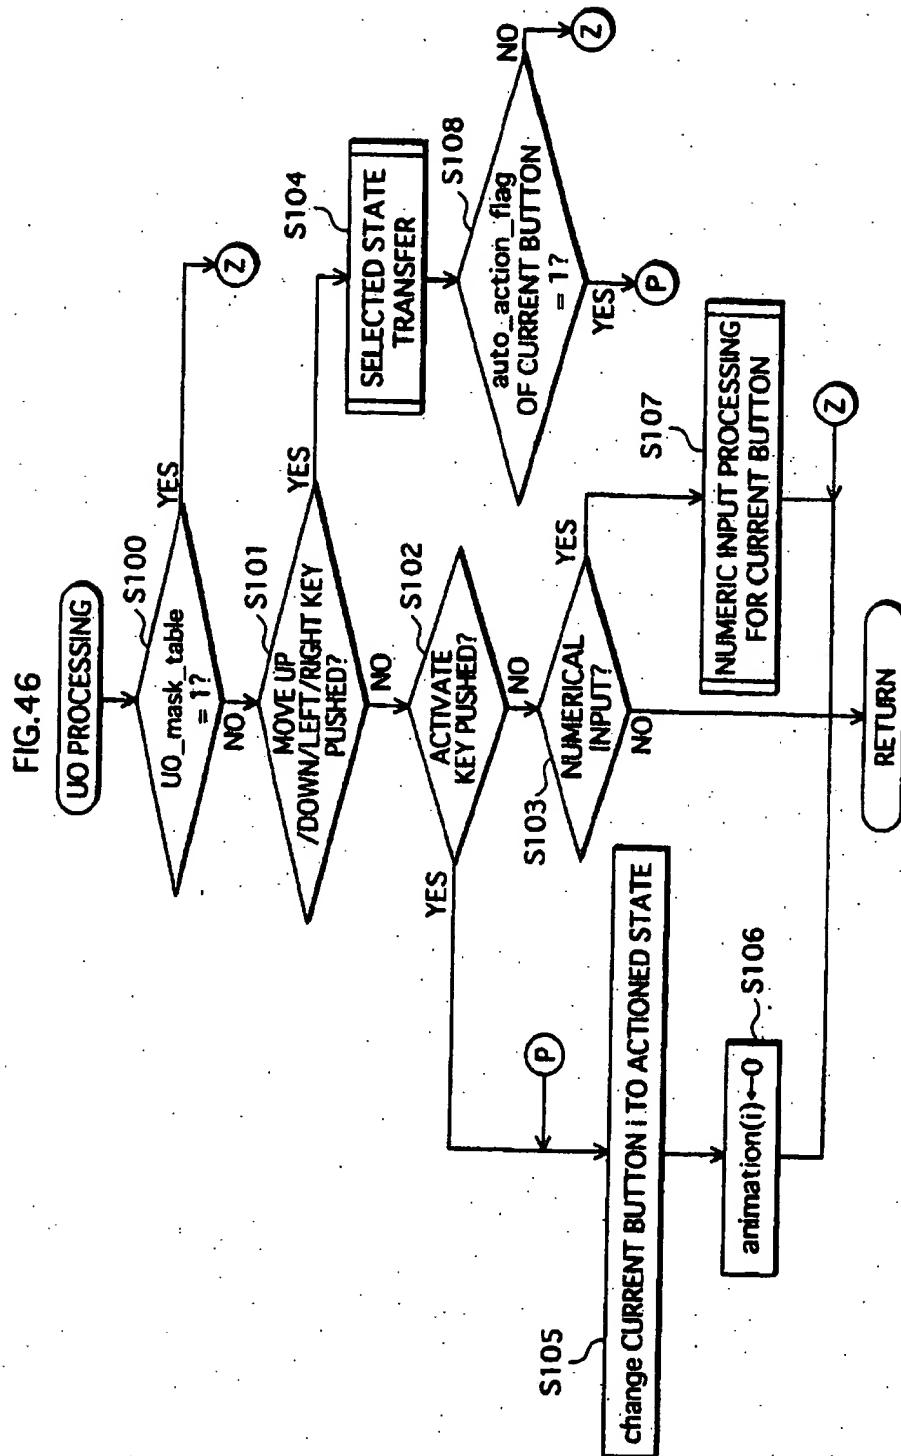 FIG.46
UO PROCESSING
S100
UO_mask_table
= 1?
YES
Z
NO
S101
MOVE UP
/DOWN/LEFT/RIGHT KEY
PUSHED?
YES
NO
S104
SELECTED STATE
TRANSFER
S108
auto_action_flag
OF CURRENT BUTTON
= 1?
NO
Z
YES
P
S102
ACTIVATE
KEY PUSHED?
YES
NO
S103
NUMERICAL
INPUT?
YES
NO
S107
NUMERIC INPUT PROCESSING
FOR CURRENT BUTTON
Z
P
S105
change CURRENT BUTTON i TO ACTIONED STATE
S106
animation(i)←0
RETURN